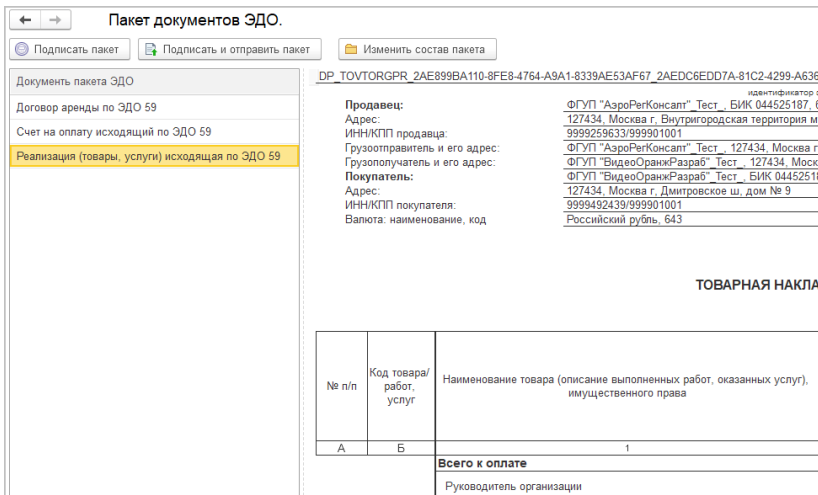 Пакет документов ЭДО.
Подписать пакет
Подписать и отправить пакет
Изменить состав пакета
Документь пакета ЭДО
Договор аренды по ЭДО 59
Счет на оплату исходящий по ЭДО 59
Реализация (товары, услуги) исходящая по ЭДО 59
DP_TOVTORGPR_2AE899BA110-8FE8-4764-A9A1-8339AE53AF67_2AEDC6EDD7A-81C2-4299-A636
идентификатор
Продавец: ФГУП "АэроРегКонсалт"_Тест_, БИК 044525187, 6
Адрес: 127434, Москва г, Внутригородская территория м
ИНН/КПП продавца: 9999259633/999901001
Грузоотправитель и его адрес: ФГУП "АэроРегКонсалт"_Тест_, 127434, Москва г
Грузополучатель и его адрес: ФГУП "ВидеоОранжРазраб"_Тест_, 127434, Моск
Покупатель: ФГУП "ВидеоОранжРазраб"_Тест_, БИК 04452518
Адрес: 127434, Москва г, Дмитровское ш, дом № 9
ИНН/КПП покупателя: 9999492439/999901001
Валюта: наименование, код Российский рубль, 643
ТОВАРНАЯ НАКЛА
№ п/п
Код товара/
работ,
услуг
Наименование товара (описание выполненных работ, оказанных услуг),
имущественного права
А Б 1
Всего к оплате
Руководитель организации